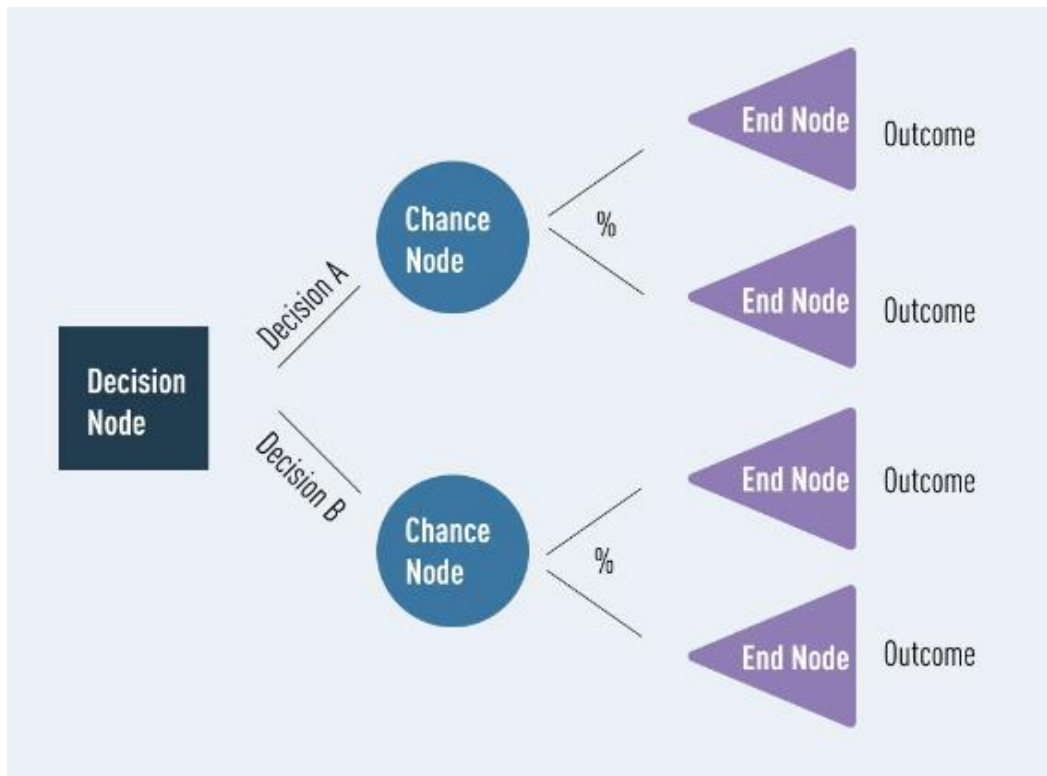 Decision
Node
Decision A
Decision B
Chance
Node
%
Chance
Node
%
End Node
Outcome
End Node
Outcome
End Node
Outcome
End Node
Outcome